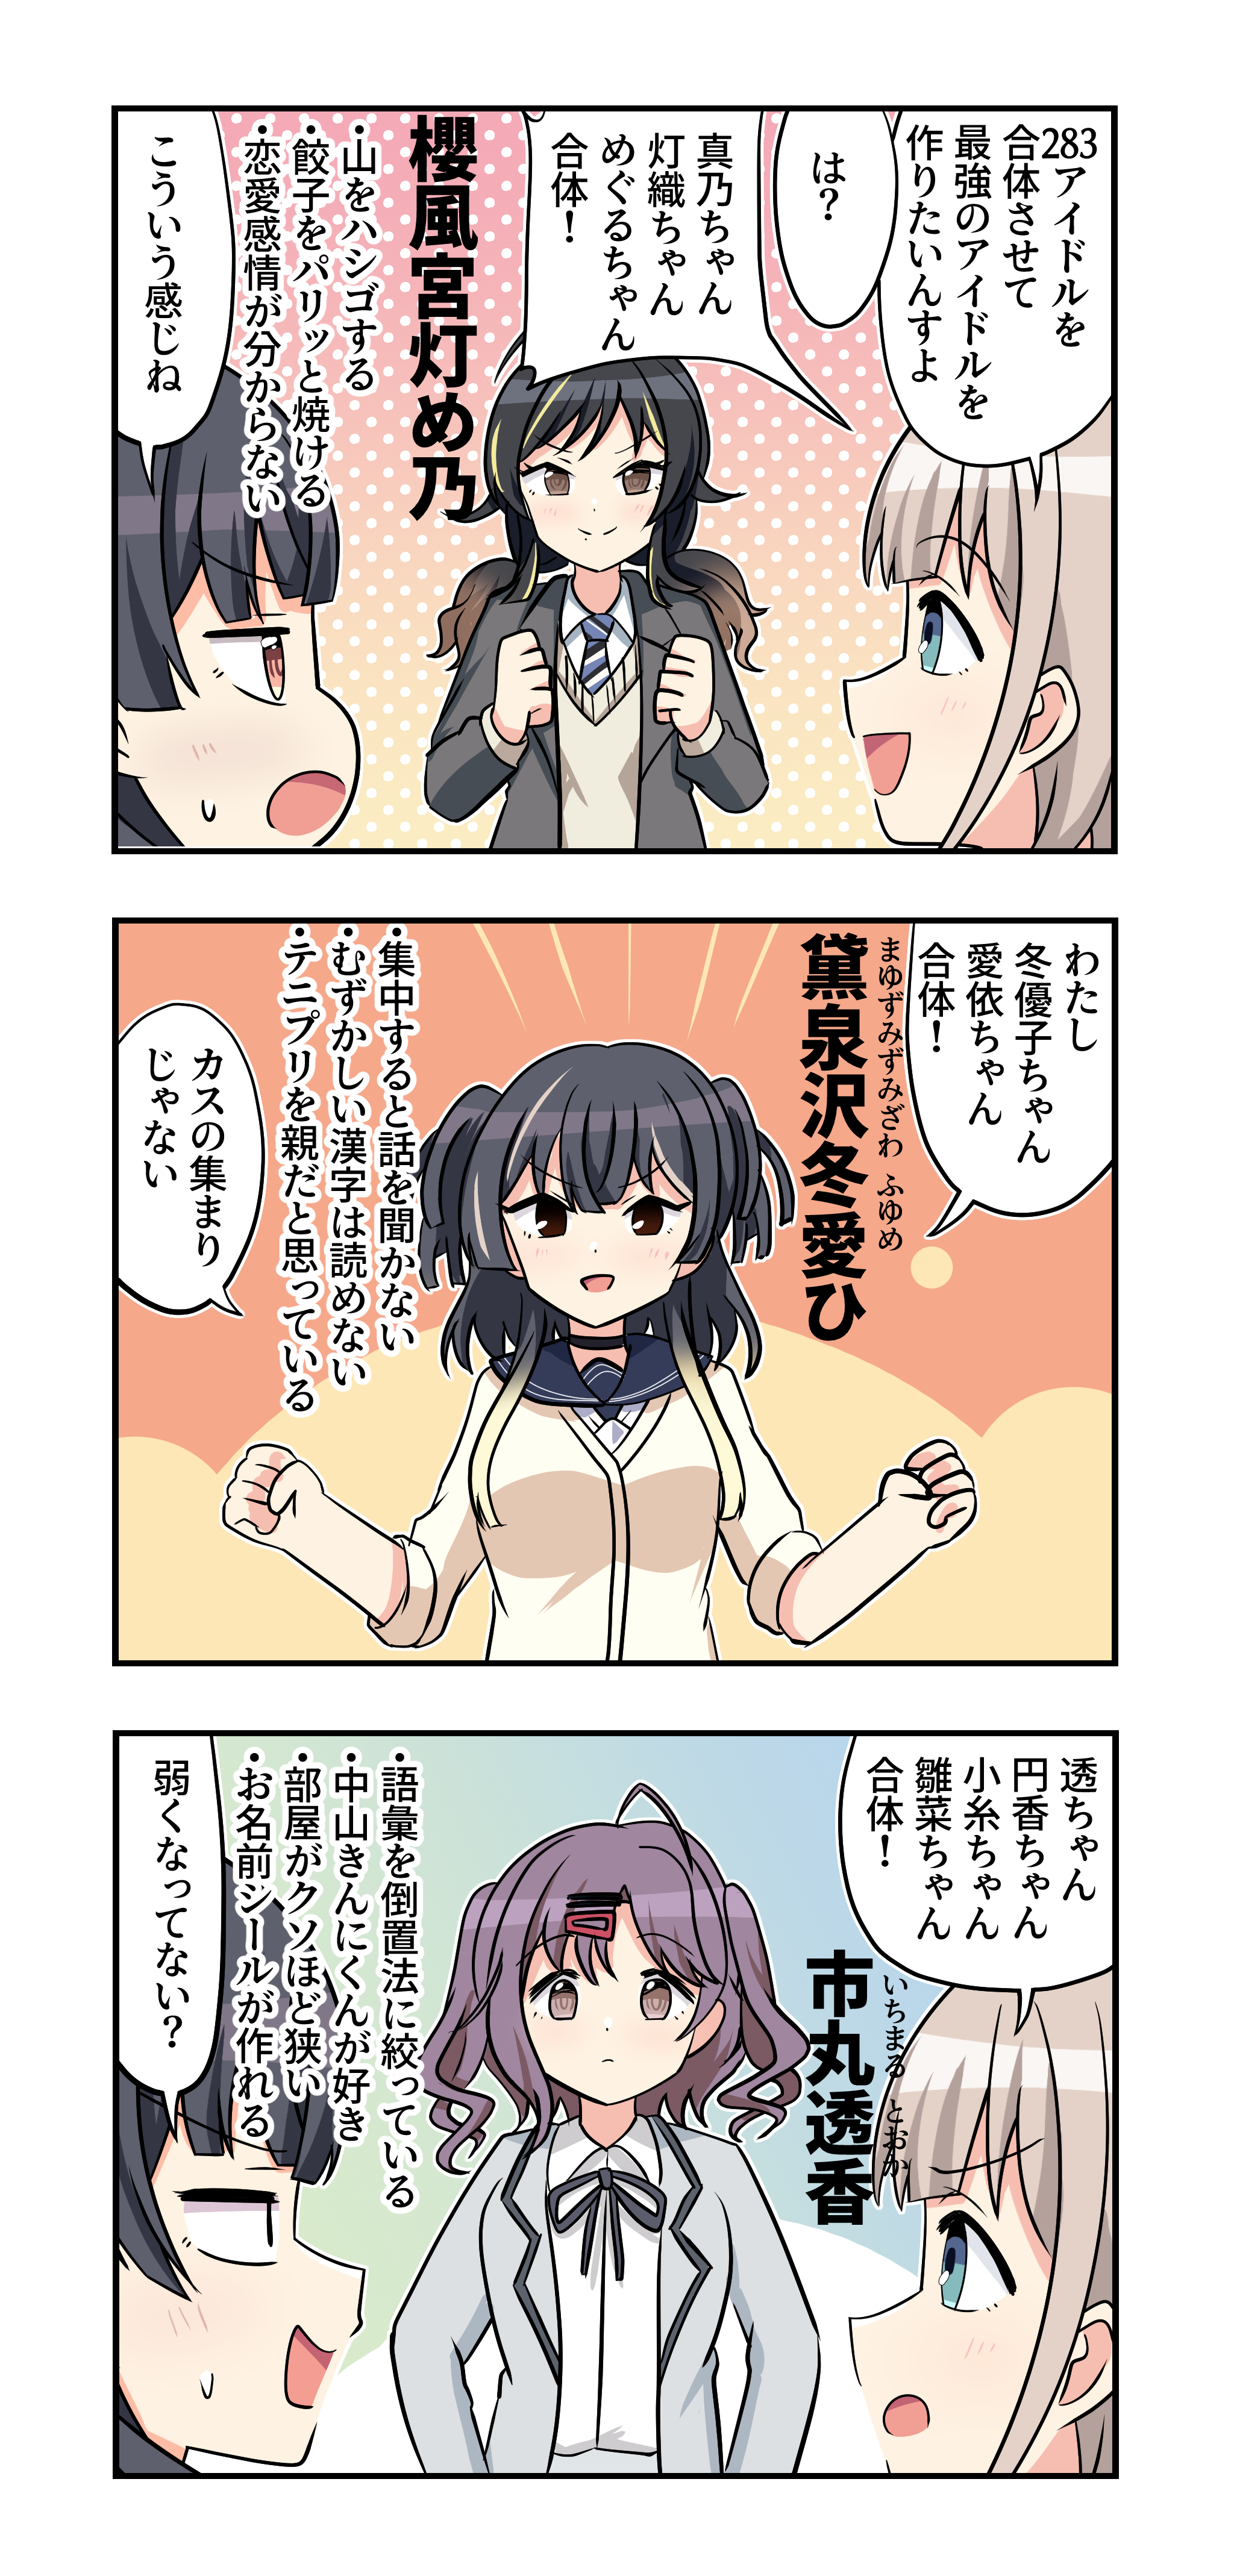 283アイドルを
合体させて
最強のアイドルを
作りたいんすよ
は?
真乃ちゃん
灯織ちゃん
めぐるちゃん
合体!
櫻風宮灯め乃
・山をハシゴする
・餃子をパリッと焼ける
・恋愛感情が分からない
こういう感じね
わたし
冬優子ちゃん
愛依ちゃん
合体!
まゆずみずみざわ ふゆめ
黛泉沢冬愛ひ
・集中すると話を聞かない
・むずかしい漢字は読めない
・テニプリを親だと思っている
カスの集まり
じゃない
透ちゃん
円香ちゃん
小糸ちゃん
雛菜ちゃん
合体!
いちまる とおか
市丸透香
・語彙を倒置法に絞っている
・中山きんにくんが好き
・部屋がクソほど狭い
・お名前シールが作れる
弱くなってない?